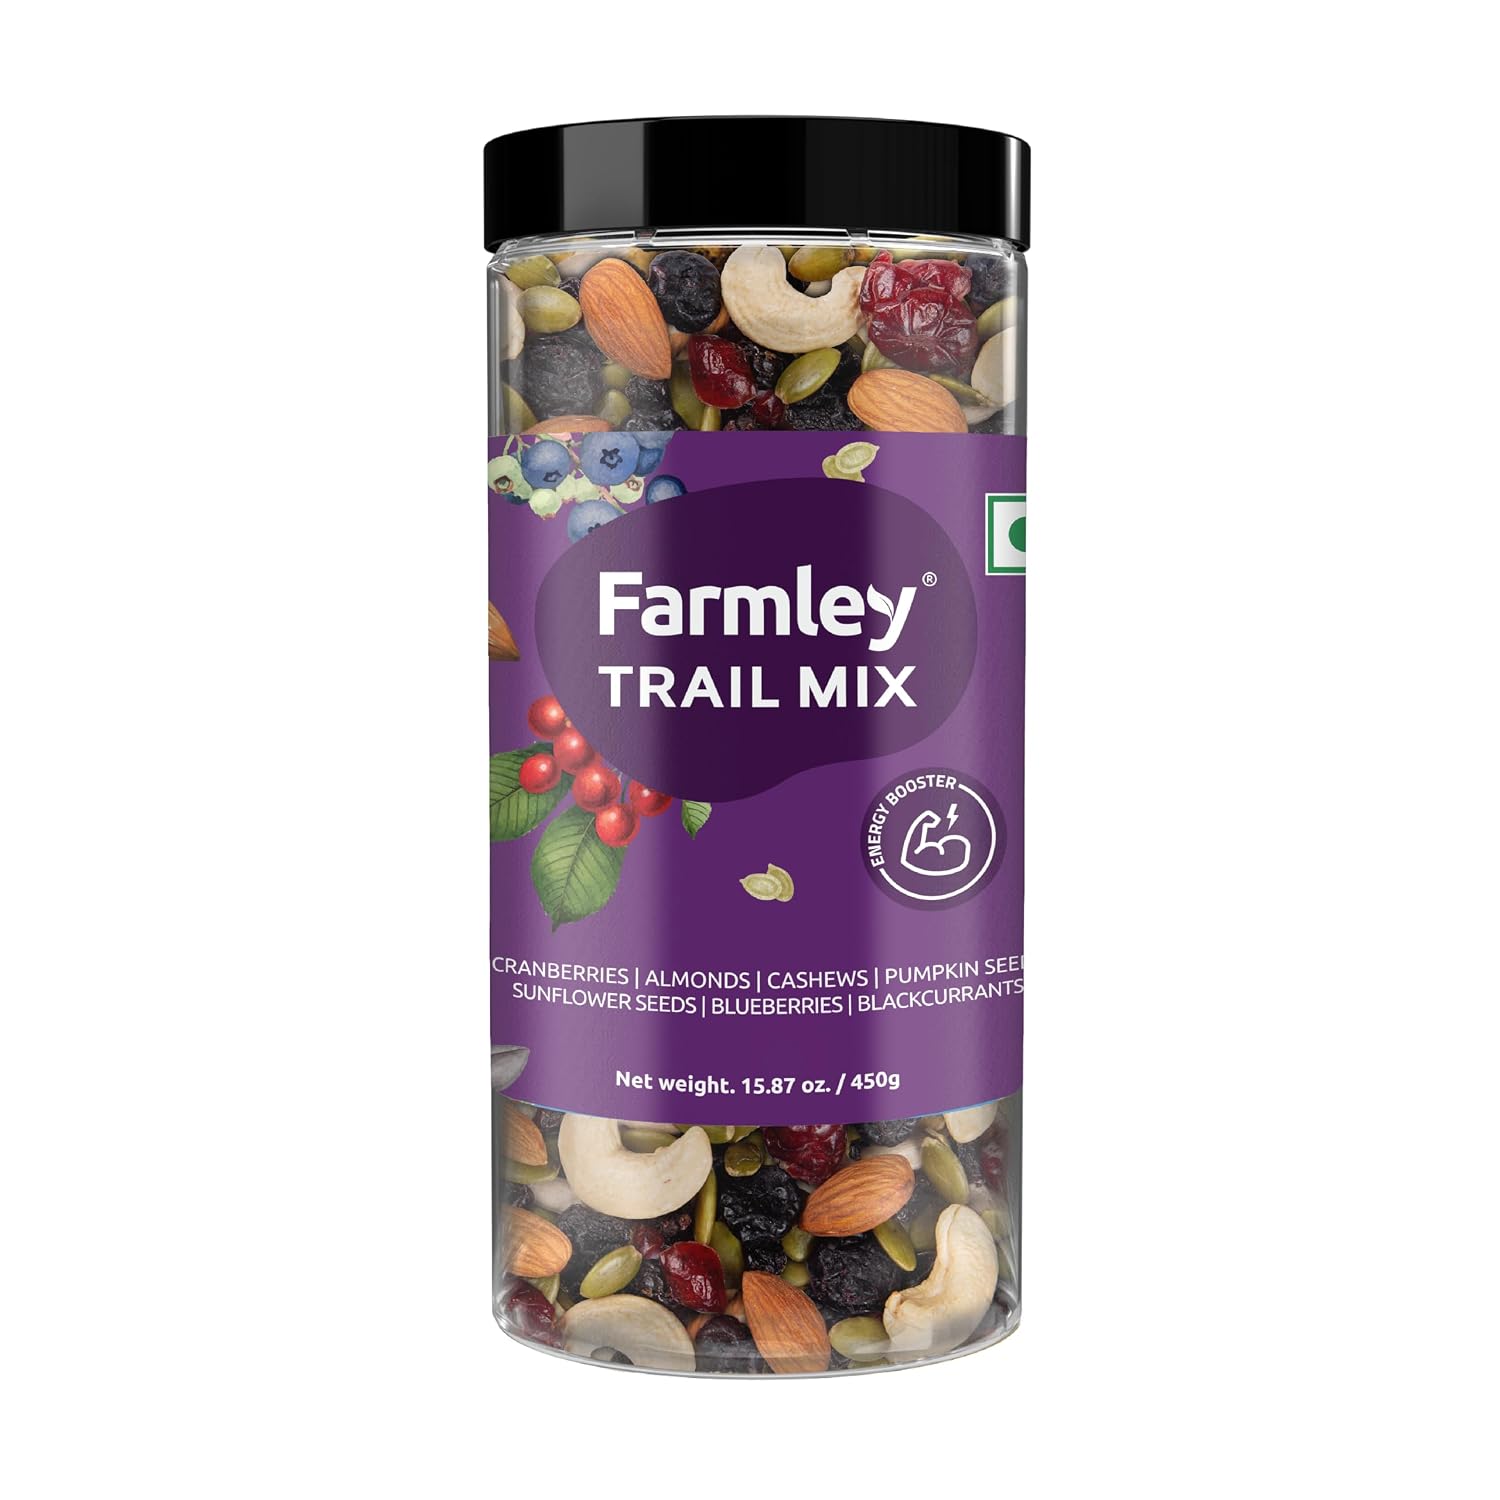 Farmley®
TRAIL MIX
ENERGY BOOSTER
CRANBERRIES | ALMONDS | CASHEWS | PUMPKIN SEE
SUNFLOWER SEEDS | BLUEBERRIES | BLACKCURRANTS
Net weight. 15.87 oz. / 450g